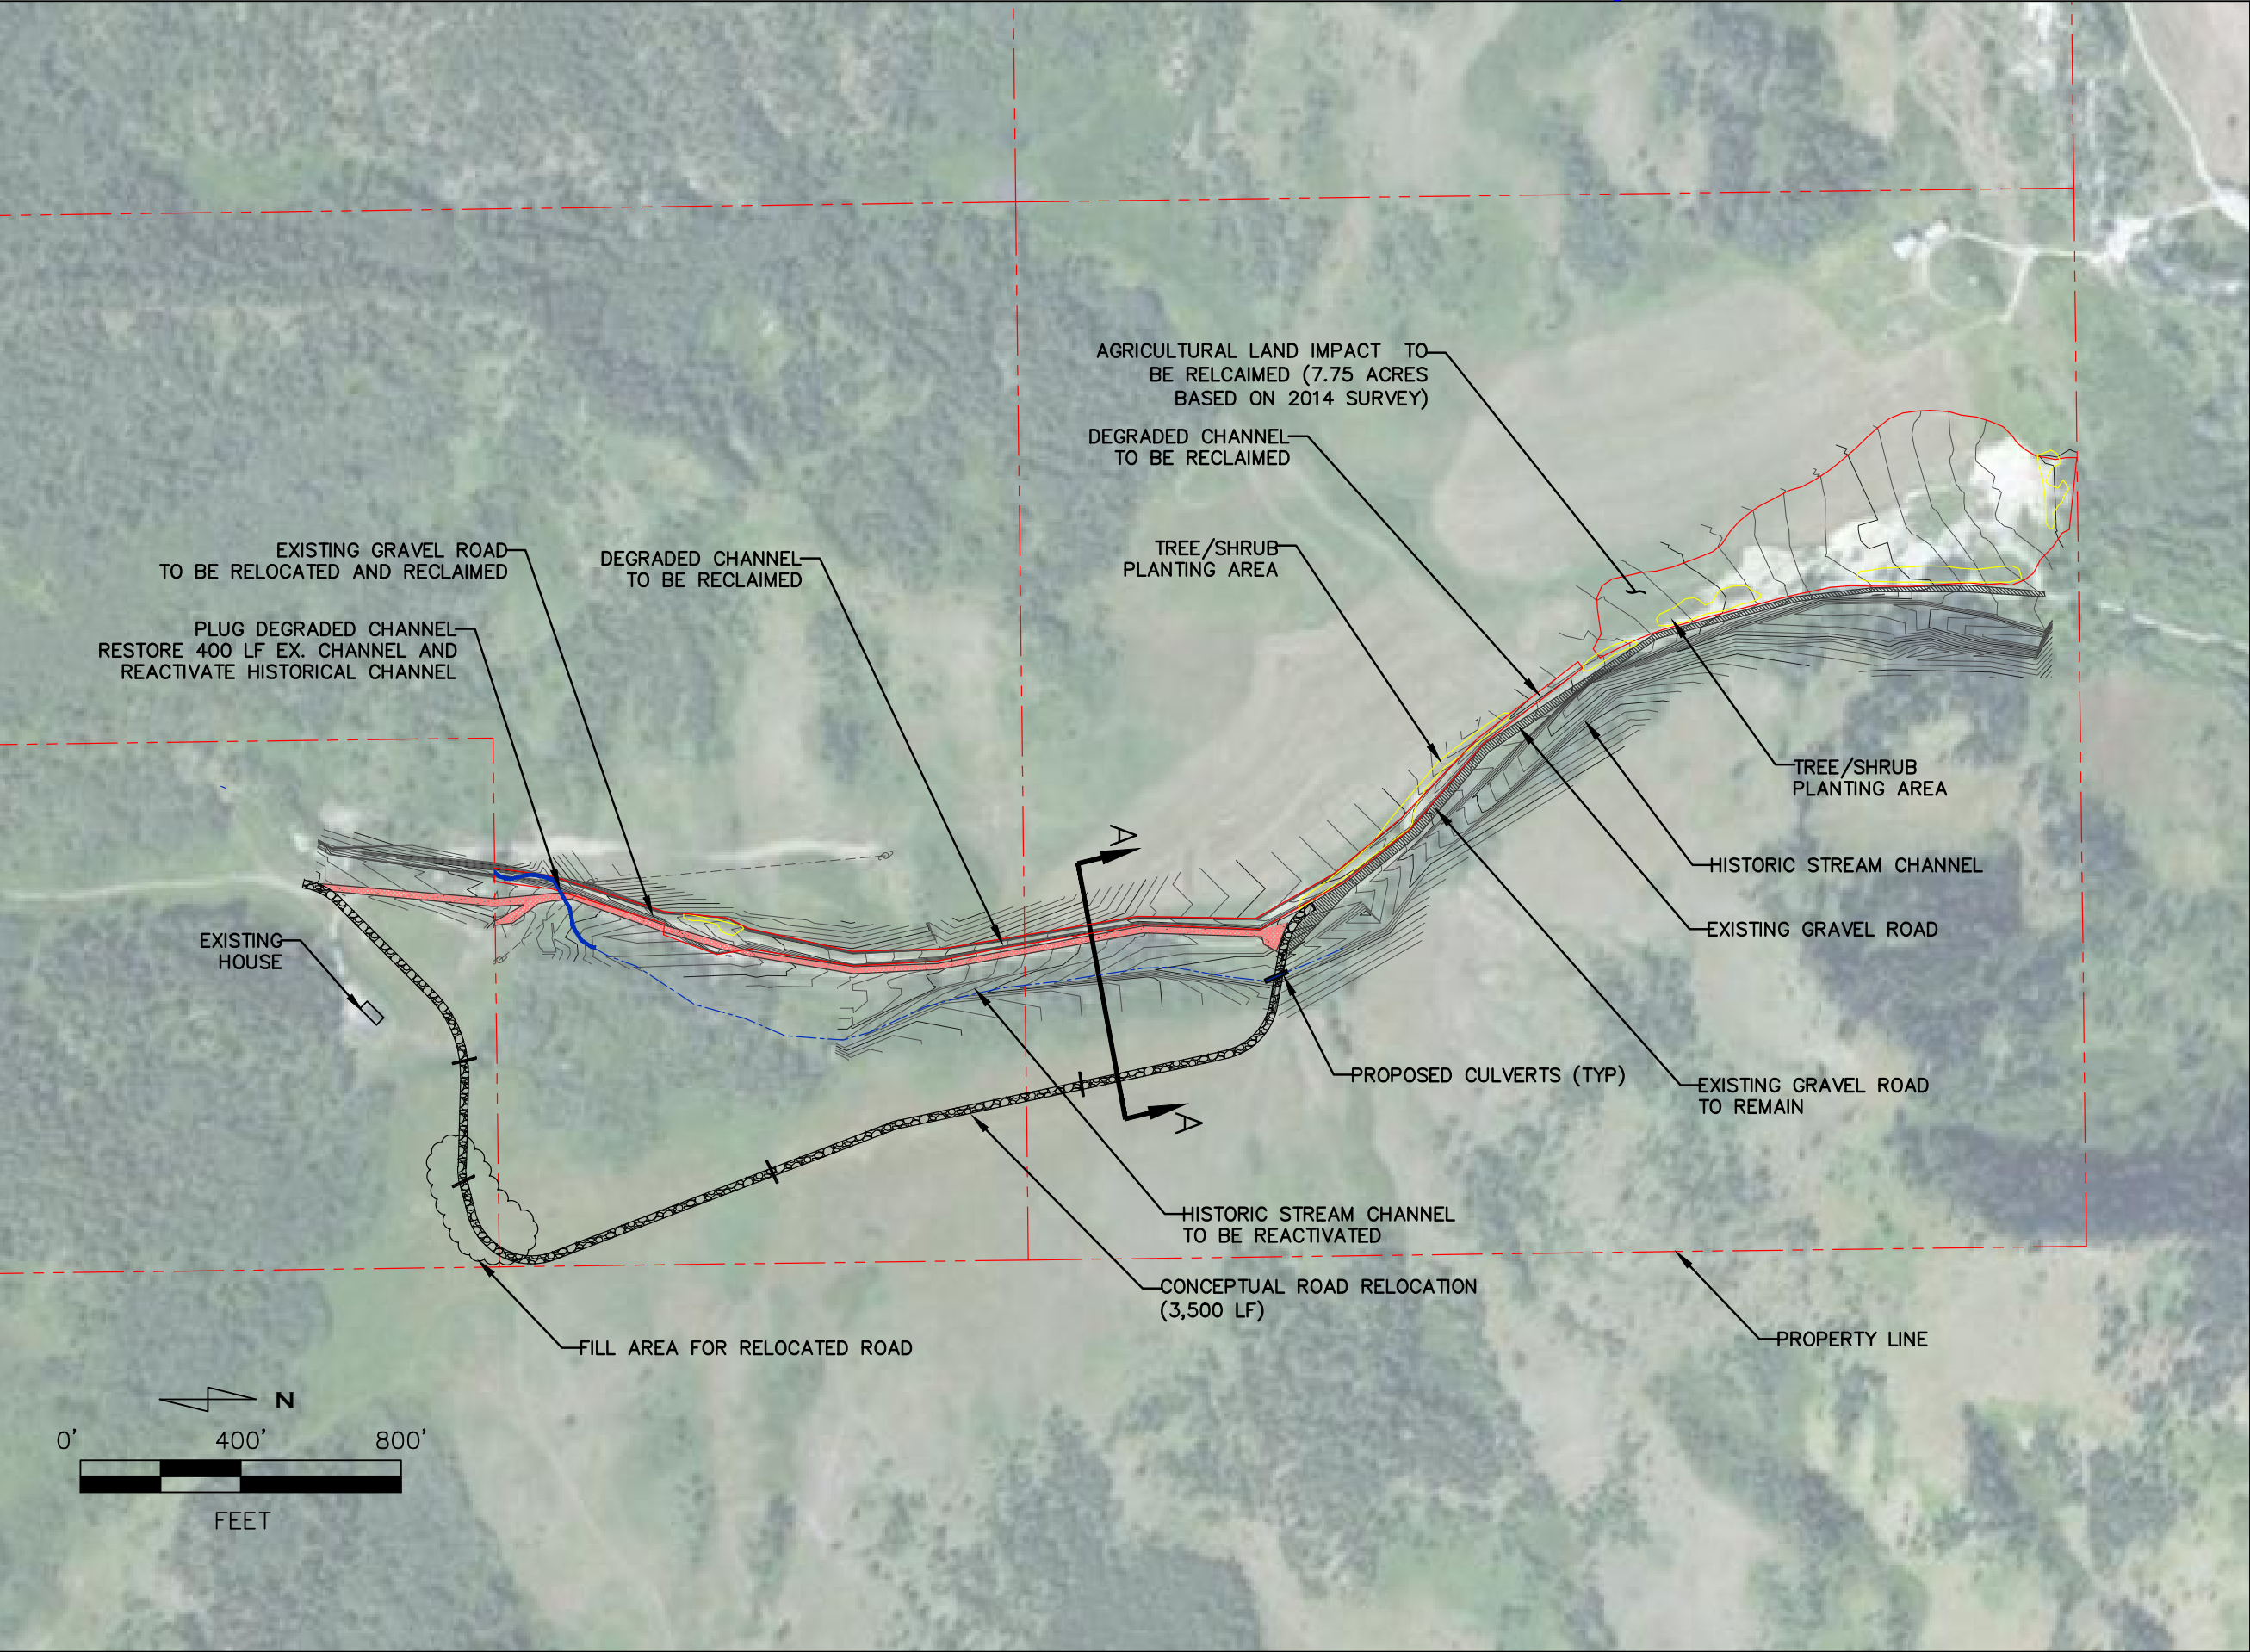 AGRICULTURAL LAND IMPACT TO
BE RELCAIMED (7.75 ACRES
BASED ON 2014 SURVEY)
DEGRADED CHANNEL
TO BE RECLAIMED
TREE/SHRUB
PLANTING AREA
EXISTING GRAVEL ROAD
TO BE RELOCATED AND RECLAIMED
DEGRADED CHANNEL
TO BE RECLAIMED
PLUG DEGRADED CHANNEL
RESTORE 400 LF EX. CHANNEL AND
REACTIVATE HISTORICAL CHANNEL
TREE/SHRUB
PLANTING AREA
A
HISTORIC STREAM CHANNEL
EXISTING GRAVEL ROAD
EXISTING
HOUSE
PROPOSED CULVERTS (TYP)
EXISTING GRAVEL ROAD
TO REMAIN
A
HISTORIC STREAM CHANNEL
TO BE REACTIVATED
CONCEPTUAL ROAD RELOCATION
(3,500 LF)
PROPERTY LINE
FILL AREA FOR RELOCATED ROAD
N
0' 400' 800'
FEET